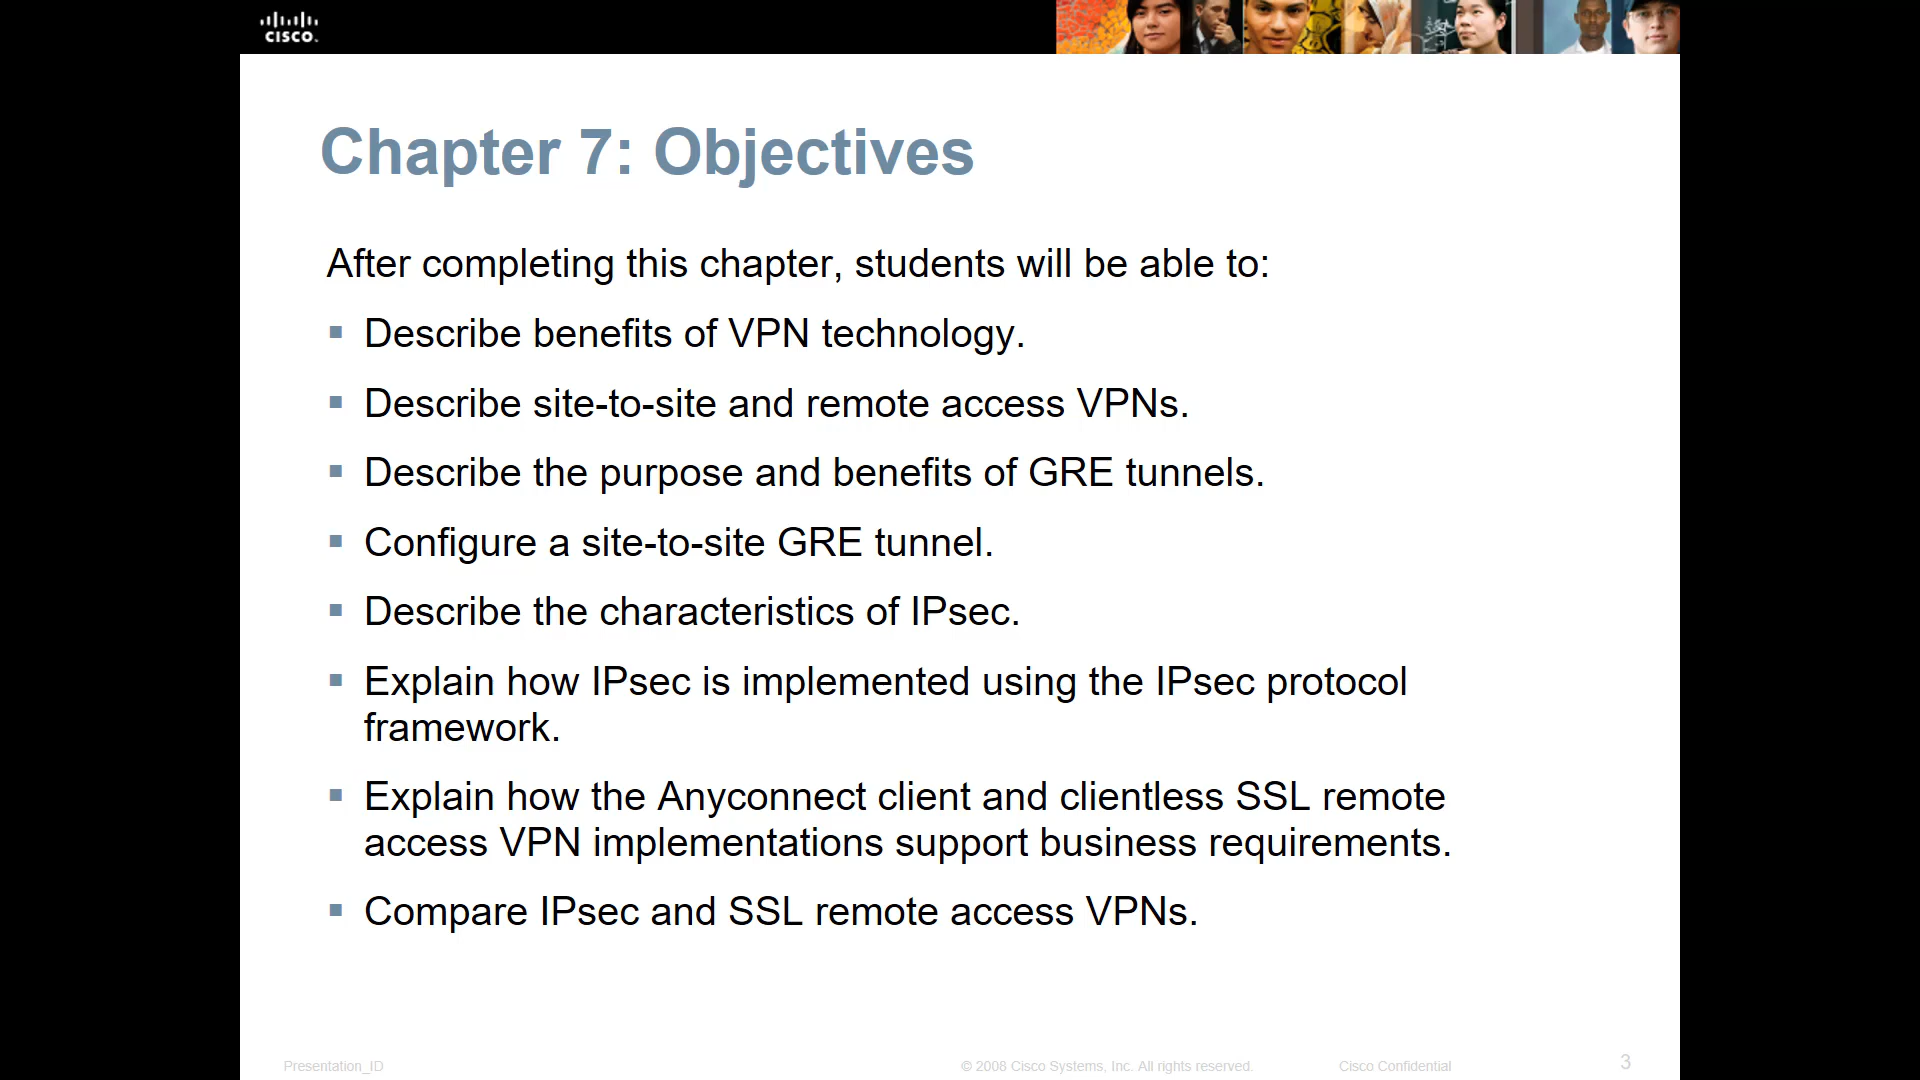 CISCO.
Chapter 7: Objectives
After completing this chapter, students will be able to:
▪ Describe benefits of VPN technology.
▪ Describe site-to-site and remote access VPNs.
▪ Describe the purpose and benefits of GRE tunnels.
▪ Configure a site-to-site GRE tunnel.
▪ Describe the characteristics of IPsec.
▪ Explain how IPsec is implemented using the IPsec protocol
framework.
▪ Explain how the Anyconnect client and clientless SSL remote
access VPN implementations support business requirements.
▪ Compare IPsec and SSL remote access VPNs.
Presentation_ID © 2008 Cisco Systems, Inc. All rights reserved. Cisco Confidential 3